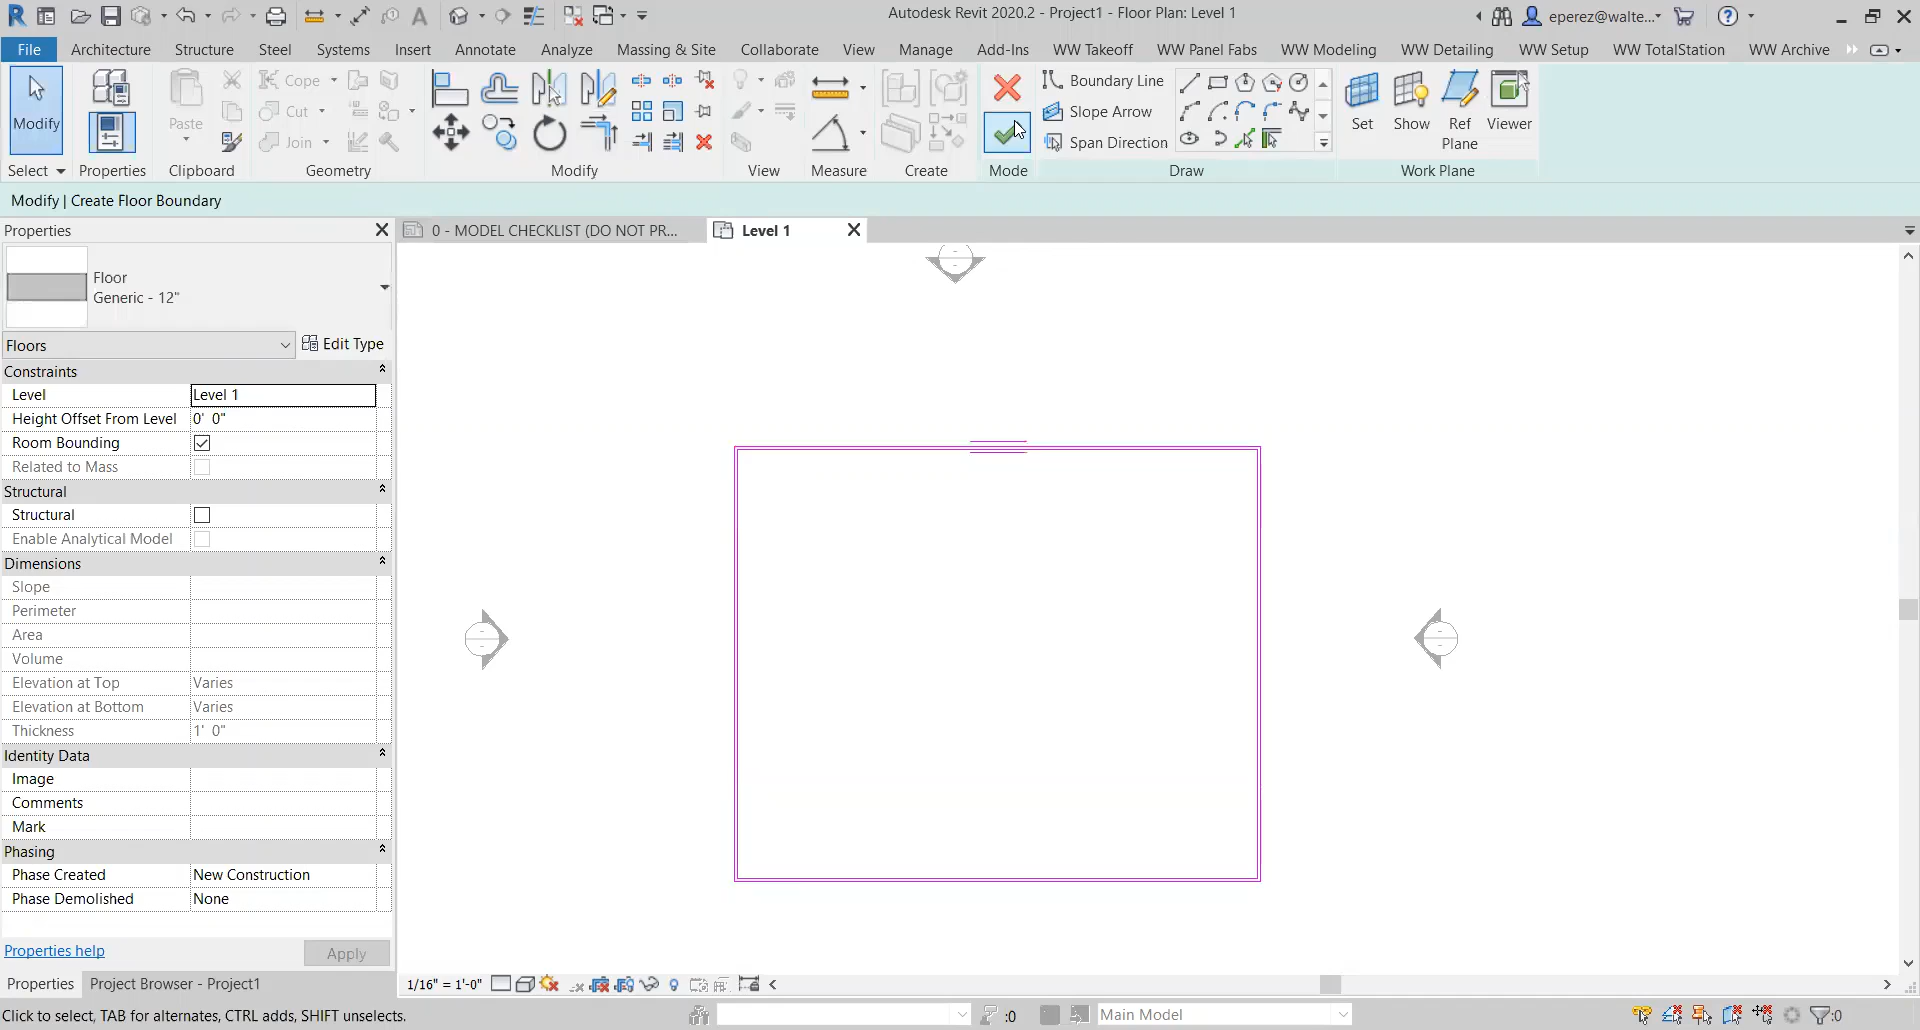 Autodesk Revit 2020.2 - Project1 - Floor Plan: Level 1
eperez@walte...
File
Architecture
Structure
Steel
Systems
Insert
Annotate
Analyze
Massing & Site
Collaborate
View
Manage
Add-Ins
WW Takeoff
WW Panel Fabs
WW Modeling
WW Detailing
WW Setup
WW TotalStation
WW Archive
Modify
Paste
Cope
Cut
Join
Boundary Line
Slope Arrow
Span Direction
Set
Show
Ref
Plane
Viewer
Select
Properties
Clipboard
Geometry
Modify
View
Measure
Create
Mode
Draw
Work Plane
Modify | Create Floor Boundary
Properties
0 - MODEL CHECKLIST (DO NOT PR...
Level 1
Floor
Generic - 12"
Floors
Edit Type
Constraints
Level Level 1
Height Offset From Level 0' 0"
Room Bounding
Related to Mass
Structural
Structural
Enable Analytical Model
Dimensions
Slope
Perimeter
Area
Volume
Elevation at Top Varies
Elevation at Bottom Varies
Thickness 1' 0"
Identity Data
Image
Comments
Mark
Phasing
Phase Created New Construction
Phase Demolished None
Properties help
Apply
Properties
Project Browser - Project1
1/16" = 1'-0"
Click to select, TAB for alternates, CTRL adds, SHIFT unselects.
:0
Main Model
:0